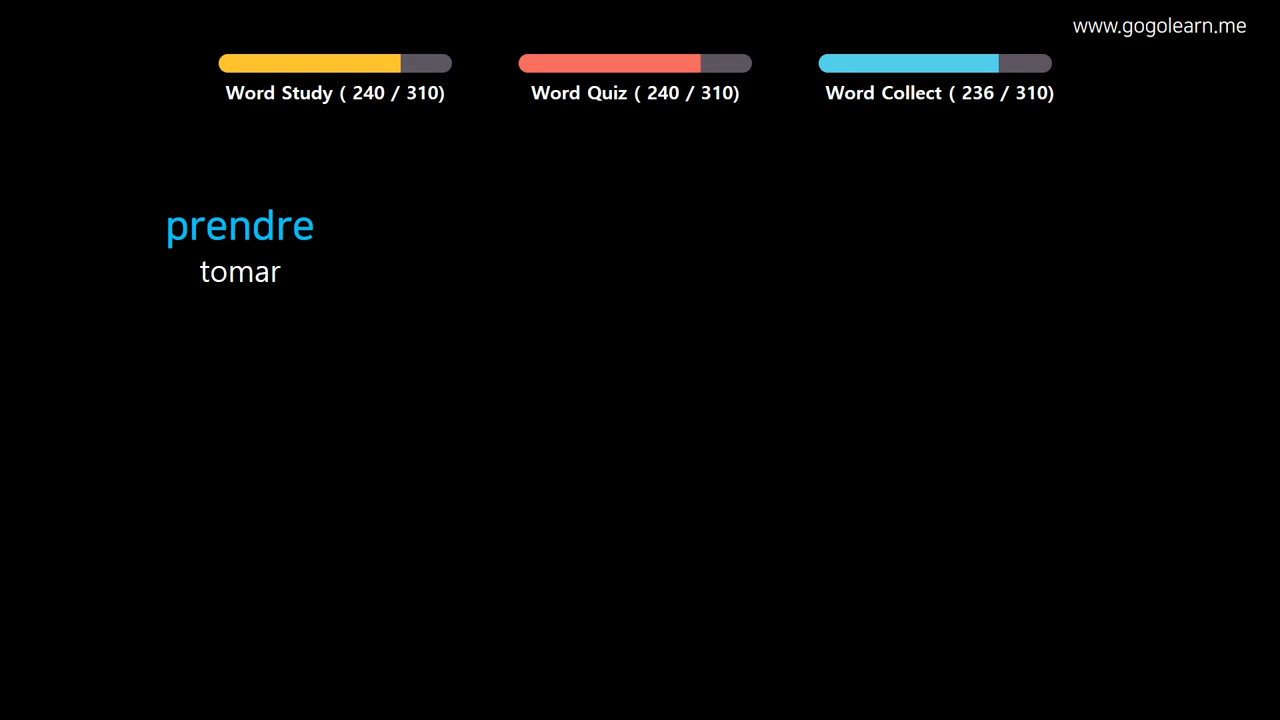 www.gogolearn.me
Word Study ( 240 / 310)
Word Quiz ( 240 / 310)
Word Collect ( 236 / 310)
prendre
tomar